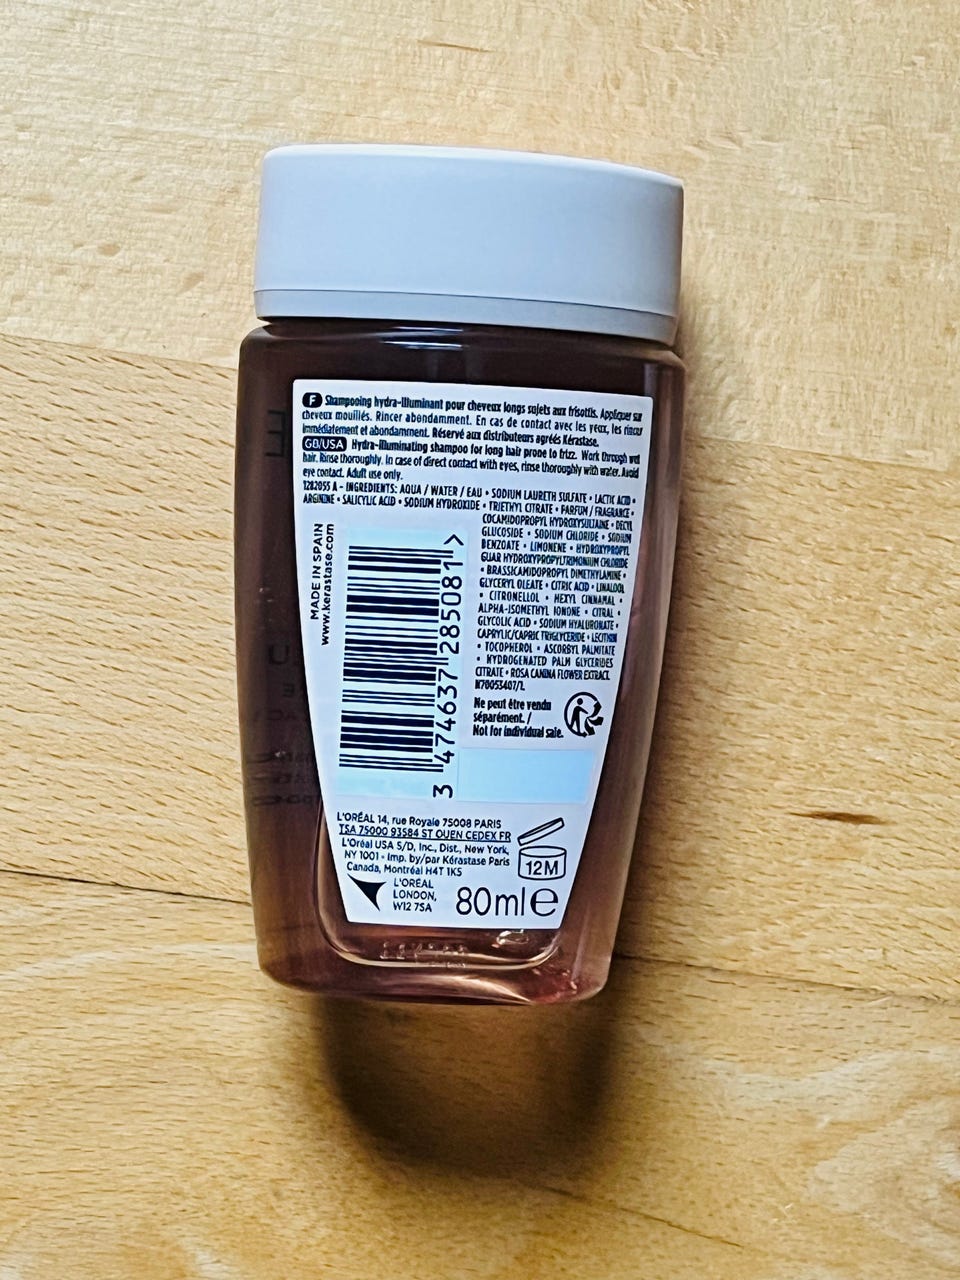 F Shampooing hydra-illuminant pour cheveux longs sujets aux frisottis. Appliquer sur
cheveux mouillés. Rincer abondamment. En cas de contact avec les yeux, les rincer
immédiatement et abondamment. Réservé aux distributeurs agréés Kérastase.
GB/USA Hydra-illuminating shampoo for long hair prone to frizz. Work through wet
hair. Rinse thoroughly. In case of direct contact with eyes, rinse thoroughly with water. Avoid
eye contact. Adult use only.
1282055 A - INGREDIENTS: AQUA / WATER / EAU • SODIUM LAURETH SULFATE • LACTIC ACID •
ARGININE • SALICYLIC ACID • SODIUM HYDROXIDE • TRIETHYL CITRATE • PARFUM / FRAGRANCE •
COCAMIDOPROPYL HYDROXYSULTAINE • DECYL
GLUCOSIDE • SODIUM CHLORIDE • SODIUM
BENZOATE • LIMONENE • HYDROXYPROPYL
GUAR HYDROXYPROPYLTRIMONIUM CHLORIDE
• BRASSICAMIDOPROPYL DIMETHYLAMINE •
GLYCERYL OLEATE • CITRIC ACID • LINALOOL
• CITRONELLOL • HEXYL CINNAMAL •
ALPHA-ISOMETHYL IONONE • CITRAL •
GLYCOLIC ACID • SODIUM HYALURONATE •
CAPRYLIC/CAPRIC TRIGLYCERIDE • LECITHIN
• TOCOPHEROL • ASCORBYL PALMITATE
• HYDROGENATED PALM GLYCERIDES
CITRATE • ROSA CANINA FLOWER EXTRACT.
N70053407/1.
MADE IN SPAIN
www.kerastase.com
3 474637 285081 >
Ne peut être vendu
séparément. /
Not for individual sale.
L'ORÉAL 14, rue Royale 75008 PARIS
TSA 75000 93584 ST OUEN CEDEX FR
L'Oréal USA S/D, Inc., Dist., New York,
NY 1001 - Imp. by/par Kérastase Paris
Canada, Montréal H4T 1K5
L'ORÉAL
LONDON,
W12 7SA
12M
80ml e